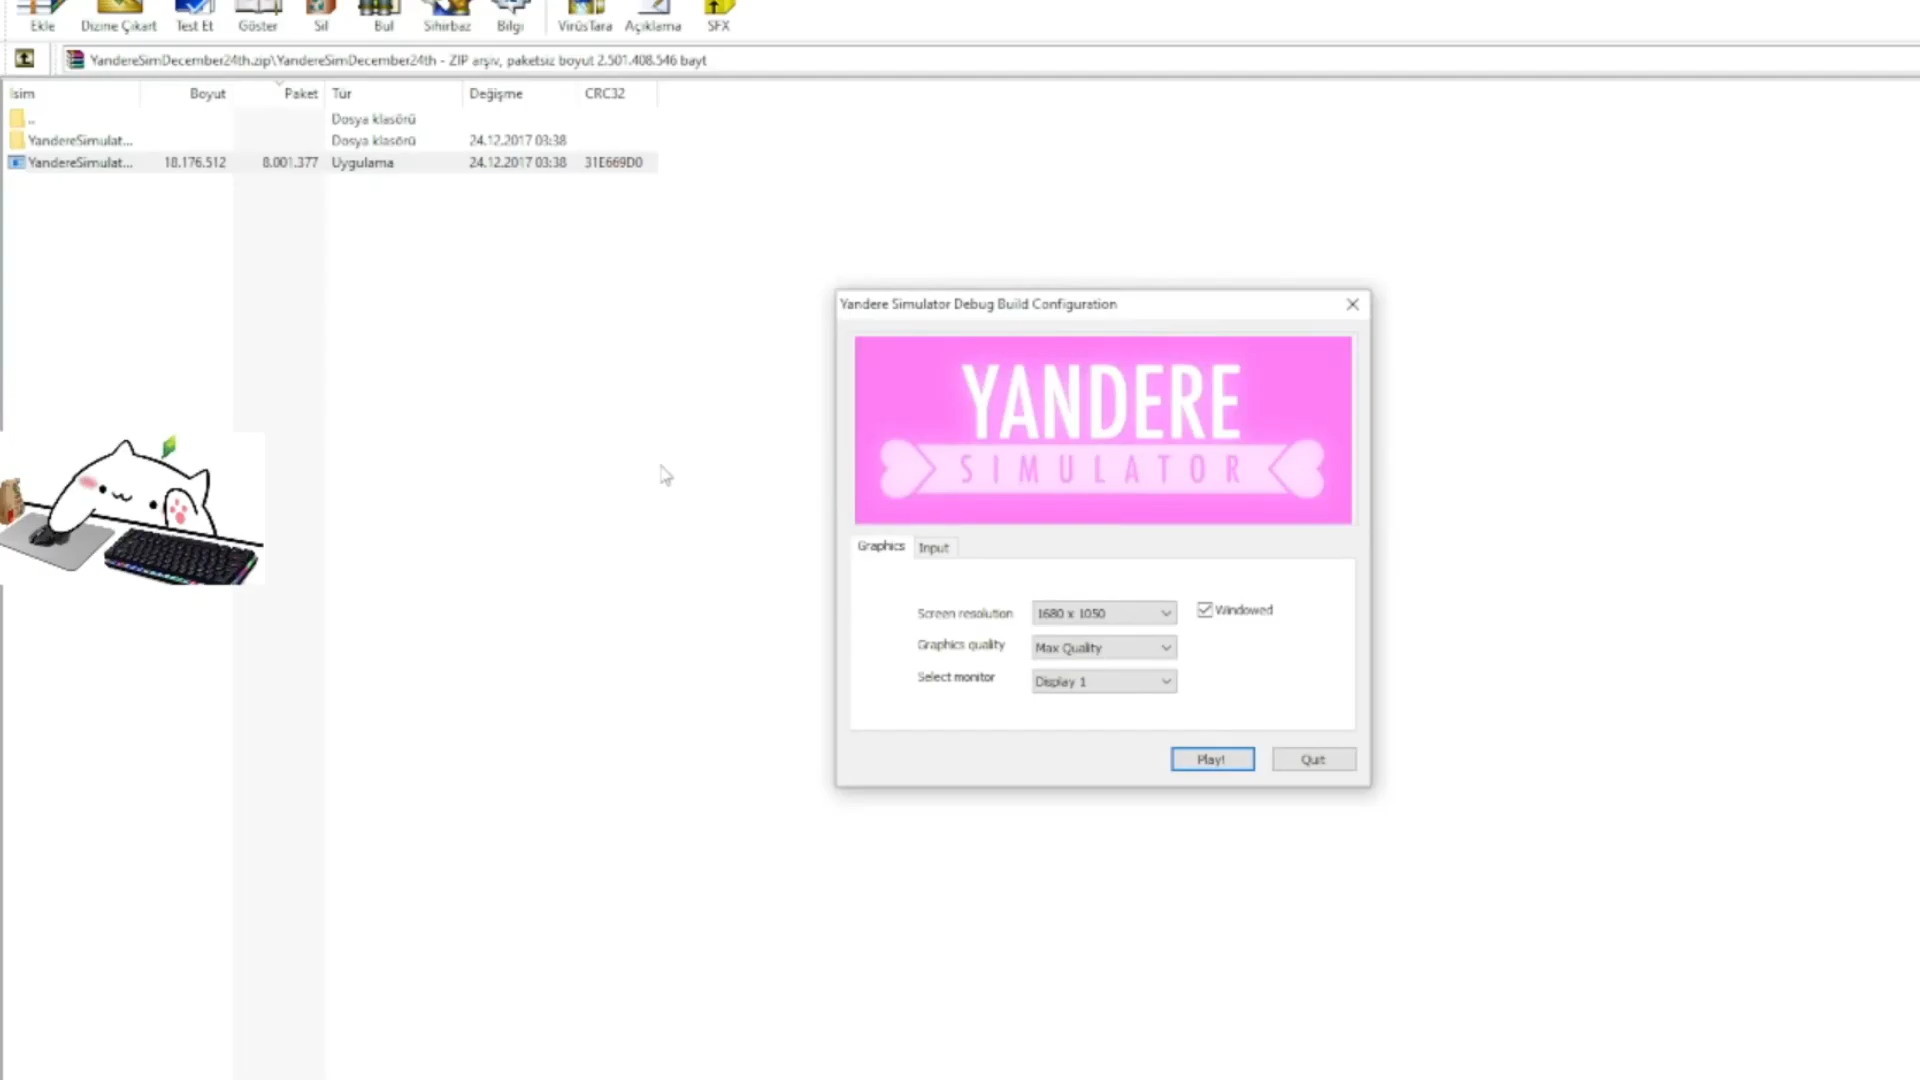 Ekle Dizine Çıkart Test Et Göster Sil Bul Sihirbaz Bilgi VirüsTara Açıklama SFX
YandereSimDecember24th.zip\YandereSimDecember24th - ZIP arşiv, paketsiz boyut 2.501.408.546 bayt
İsim Boyut Paket Tür Değişme CRC32
.. Dosya klasörü
YandereSimulat... Dosya klasörü 24.12.2017 03:38
YandereSimulat... 18.176.512 8.001.377 Uygulama 24.12.2017 03:38 31E669D0
Yandere Simulator Debug Build Configuration
YANDERE
SIMULATOR
Graphics Input
Screen resolution 1680 x 1050 Windowed
Graphics quality Max Quality
Select monitor Display 1
Play! Quit